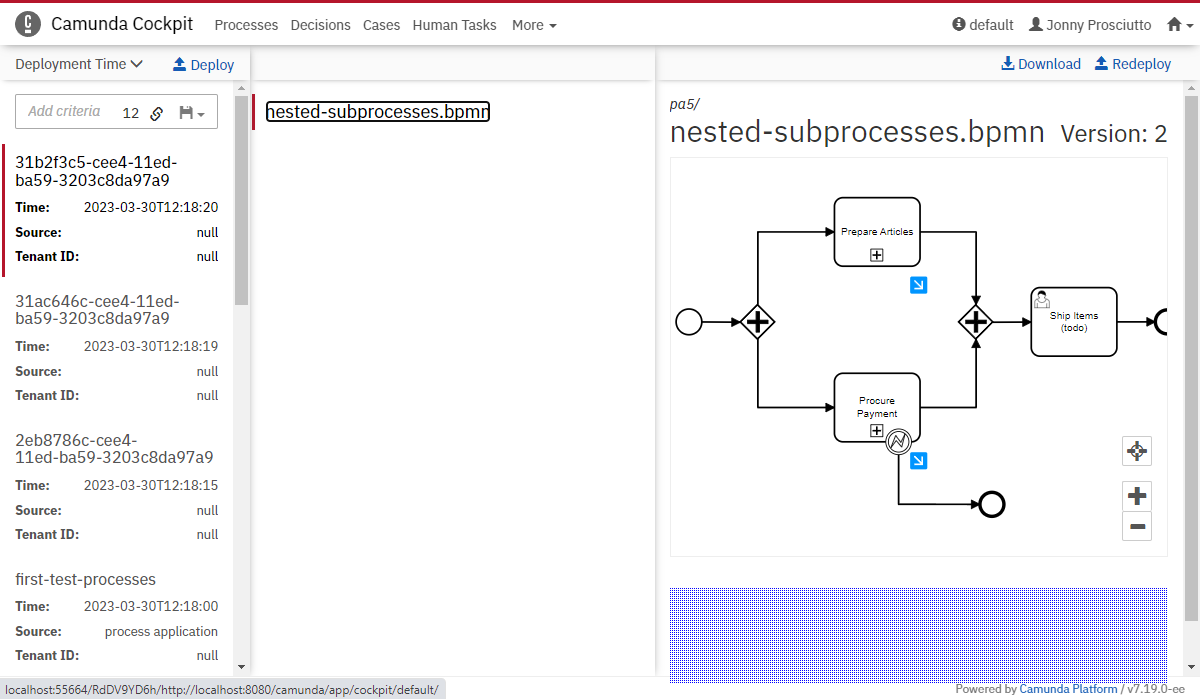 Camunda Cockpit Processes Decisions Cases Human Tasks More default Jonny Prosciutto
Deployment Time Deploy Download Redeploy
Add criteria 12
31b2f3c5-cee4-11ed-
ba59-3203c8da97a9
Time: 2023-03-30T12:18:20
Source: null
Tenant ID: null
31ac646c-cee4-11ed-
ba59-3203c8da97a9
Time: 2023-03-30T12:18:19
Source: null
Tenant ID: null
2eb8786c-cee4-
11ed-ba59-3203c8da97a9
Time: 2023-03-30T12:18:15
Source: null
Tenant ID: null
first-test-processes
Time: 2023-03-30T12:18:00
Source: process application
Tenant ID: null
nested-subprocesses.bpmn
pa5/
nested-subprocesses.bpmn Version: 2
Prepare Articles
Ship Items
(todo)
Procure
Payment
localhost:55664/RdDV9YD6h/http://localhost:8080/camunda/app/cockpit/default/
Powered by Camunda Platform / v7.19.0-ee